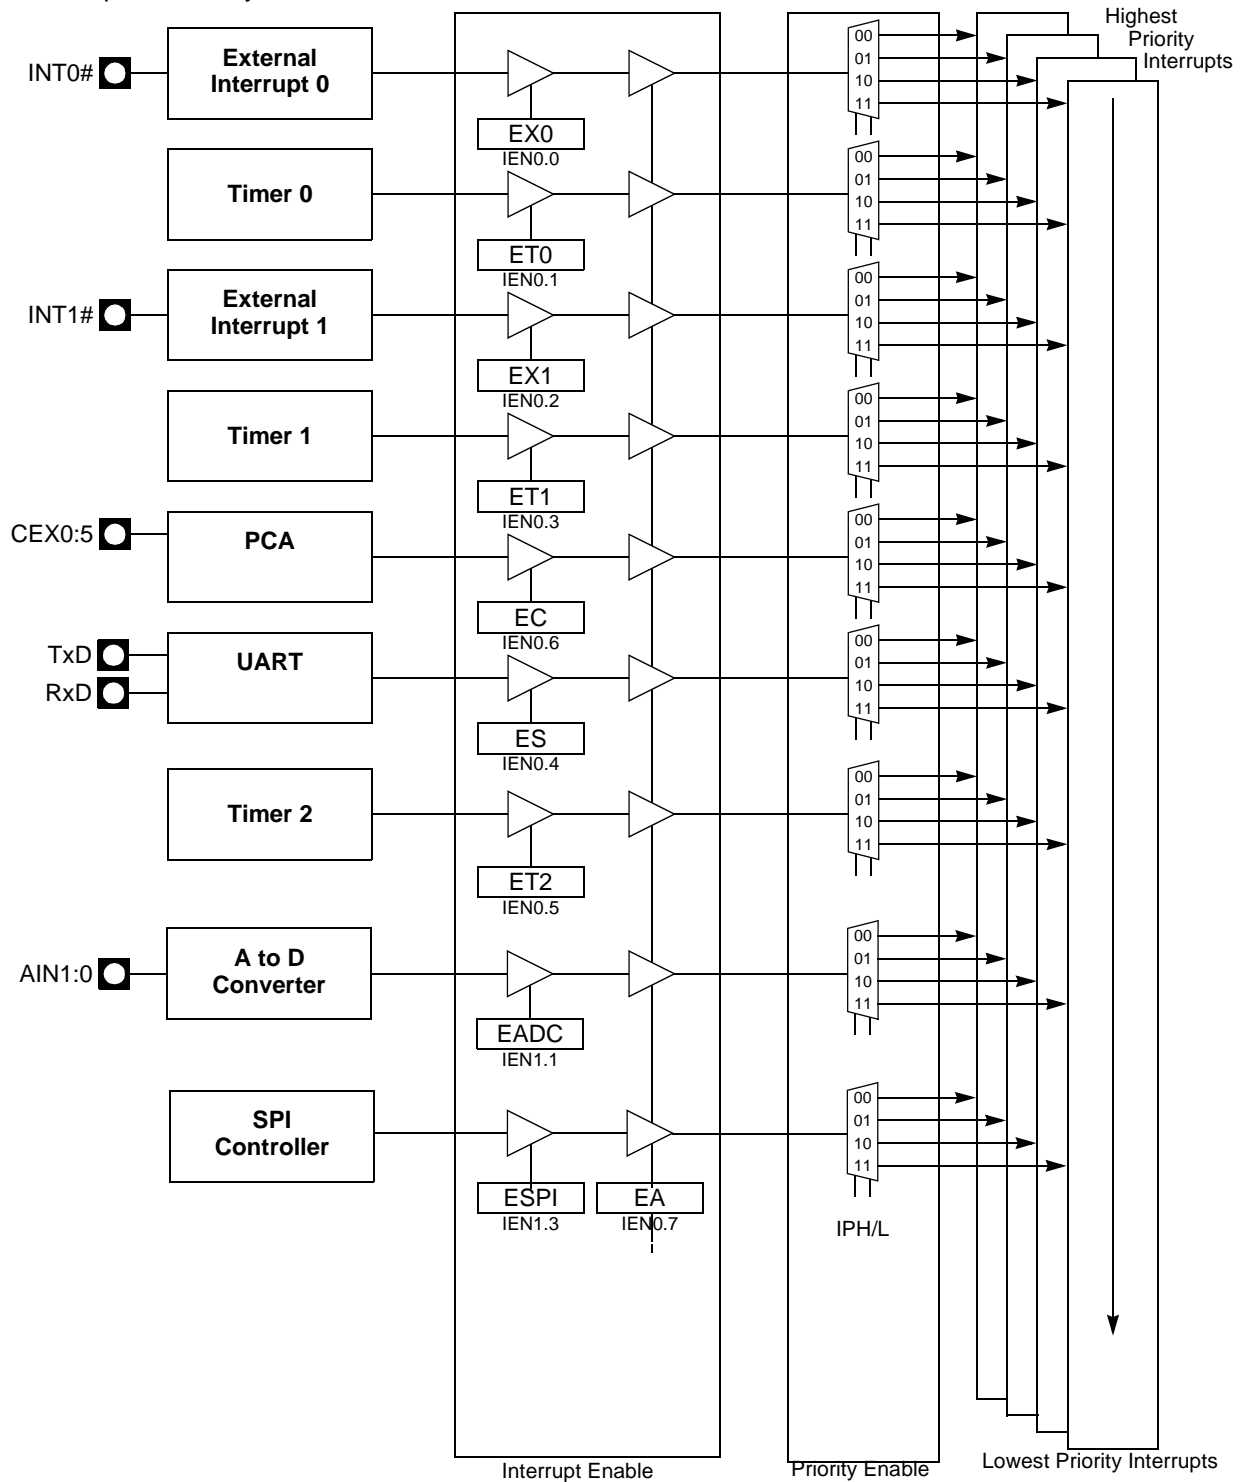 Highest
Priority
Interrupts
INT0#
External
Interrupt 0
EX0
IEN0.0
00
01
10
11
Timer 0
ET0
IEN0.1
00
01
10
11
INT1#
External
Interrupt 1
EX1
IEN0.2
00
01
10
11
Timer 1
ET1
IEN0.3
00
01
10
11
CEX0:5
PCA
EC
IEN0.6
00
01
10
11
TxD
RxD
UART
ES
IEN0.4
00
01
10
11
Timer 2
ET2
IEN0.5
00
01
10
11
AIN1:0
A to D
Converter
EADC
IEN1.1
00
01
10
11
SPI
Controller
ESPI
IEN1.3
EA
IEN0.7
00
01
10
11
IPH/L
Interrupt Enable
Priority Enable
Lowest Priority Interrupts